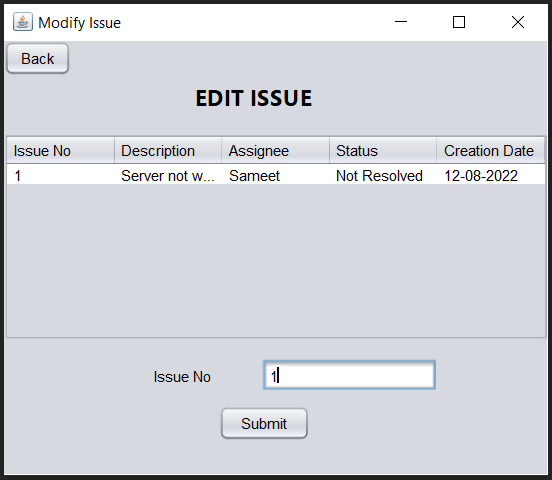 Modify Issue
Back
EDIT ISSUE
Issue No Description Assignee Status Creation Date
1 Server not w... Sameet Not Resolved 12-08-2022
Issue No 1
Submit